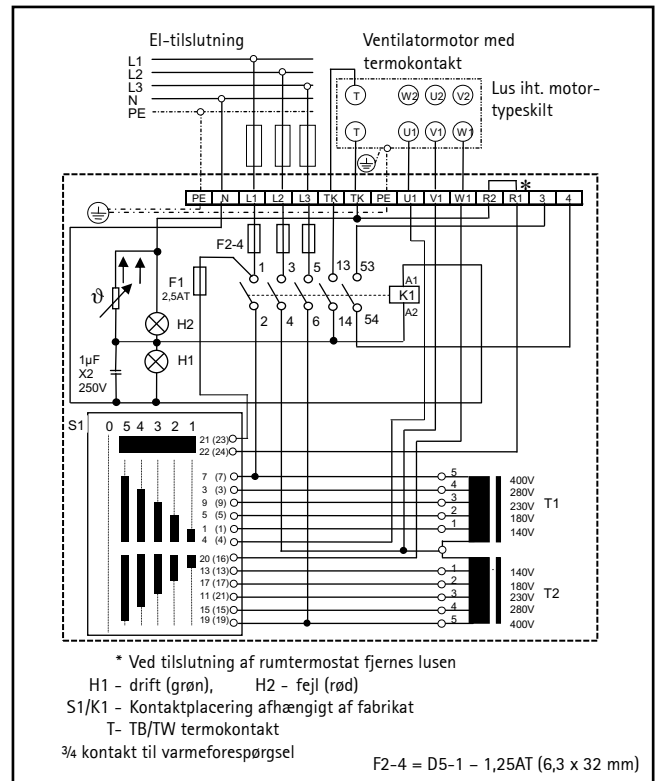 El-tilslutning
Ventilatormotor med
termokontakt
L1
L2
L3
N
PE
T W2 U2 V2
Lus iht. motor-
typeskilt
T U1 V1 W1
PE N L1 L2 L3 TK TK PE U1 V1 W1 R2 R1 3 4
*
F2-4
F1
2,5AT
1 3 5 13 53
A1
K1
A2
2 4 6 14 54
ϑ
H2
H1
1µF
X2
250V
S1 0 5 4 3 2 1
21 (23)
22 (24)
7 (7)
3 (3)
9 (9)
5 (5)
1 (1)
4 (4)
20 (16)
13 (13)
17 (17)
11 (21)
15 (15)
19 (19)
5 400V
4 280V
3 230V
2 180V
1 140V
T1
1 140V
2 180V
3 230V
4 280V
5 400V
T2
* Ved tilslutning af rumtermostat fjernes lusen
H1 - drift (grøn), H2 - fejl (rød)
S1/K1 - Kontaktplacering afhængigt af fabrikat
T- TB/TW termokontakt
3/4 kontakt til varmeforespørgsel
F2-4 = D5-1 – 1,25AT (6,3 x 32 mm)